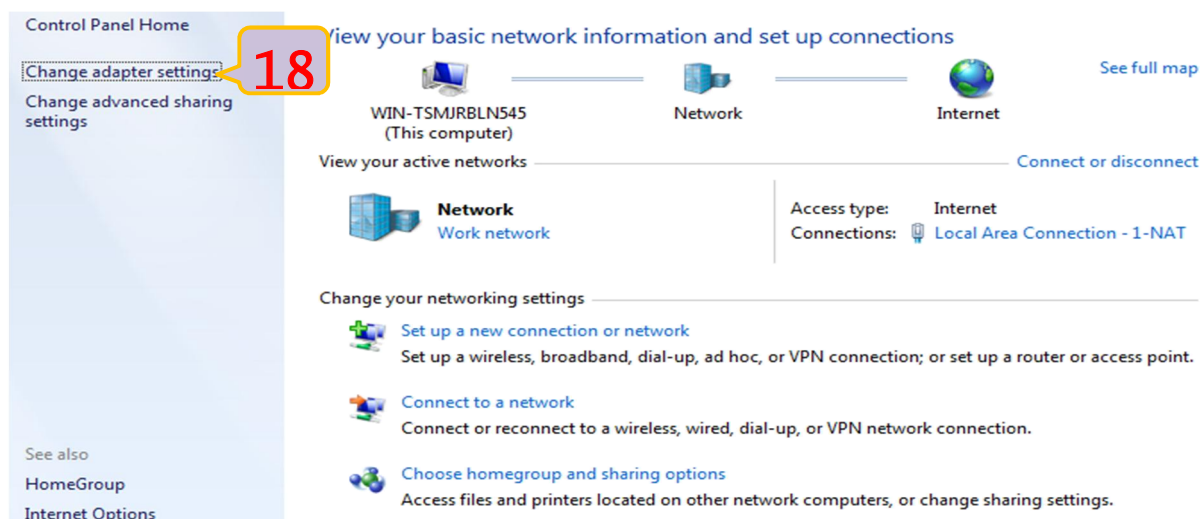 Control Panel Home
Change adapter settings
18
Change advanced sharing
settings
See also
HomeGroup
Internet Options
View your basic network information and set up connections
See full map
WIN-TSMJRBLN545
(This computer)
Network
Internet
View your active networks
Connect or disconnect
Network
Work network
Access type: Internet
Connections: Local Area Connection - 1-NAT
Change your networking settings
Set up a new connection or network
Set up a wireless, broadband, dial-up, ad hoc, or VPN connection; or set up a router or access point.
Connect to a network
Connect or reconnect to a wireless, wired, dial-up, or VPN network connection.
Choose homegroup and sharing options
Access files and printers located on other network computers, or change sharing settings.